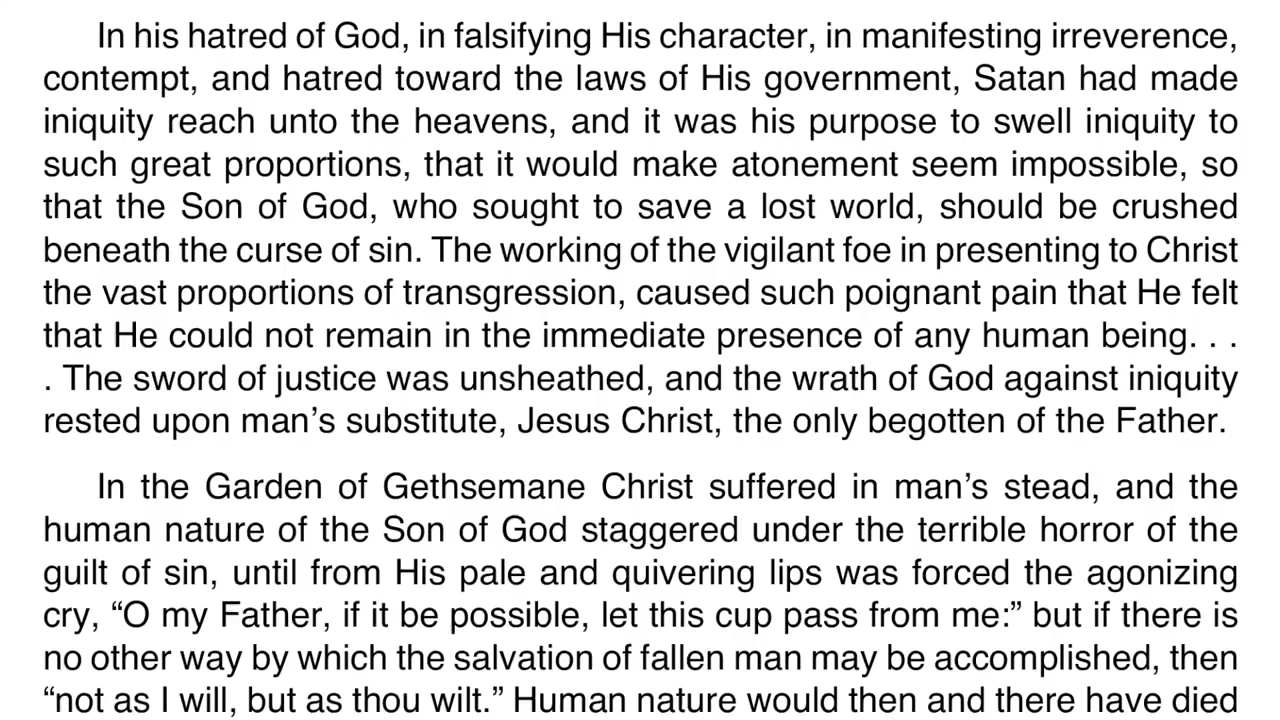 In his hatred of God, in falsifying His character, in manifesting irreverence,
contempt, and hatred toward the laws of His government, Satan had made
iniquity reach unto the heavens, and it was his purpose to swell iniquity to
such great proportions, that it would make atonement seem impossible, so
that the Son of God, who sought to save a lost world, should be crushed
beneath the curse of sin. The working of the vigilant foe in presenting to Christ
the vast proportions of transgression, caused such poignant pain that He felt
that He could not remain in the immediate presence of any human being. . .
. The sword of justice was unsheathed, and the wrath of God against iniquity
rested upon man’s substitute, Jesus Christ, the only begotten of the Father.
In the Garden of Gethsemane Christ suffered in man’s stead, and the
human nature of the Son of God staggered under the terrible horror of the
guilt of sin, until from His pale and quivering lips was forced the agonizing
cry, “O my Father, if it be possible, let this cup pass from me:” but if there is
no other way by which the salvation of fallen man may be accomplished, then
“not as I will, but as thou wilt.” Human nature would then and there have died